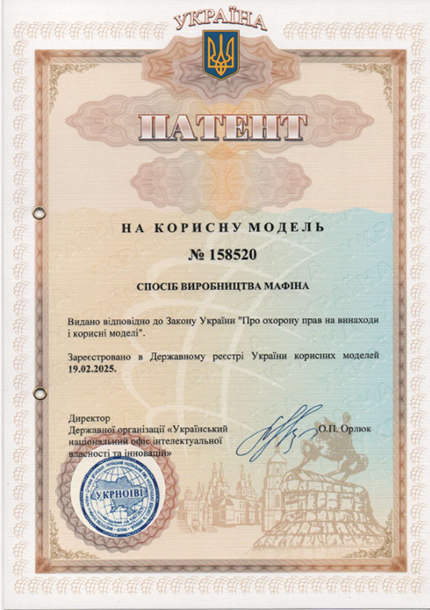 УКРАЇНА
ПАТЕНТ
НА КОРИСНУ МОДЕЛЬ
№ 158520
СПОСІБ ВИРОБНИЦТВА МАФІНА
Видано відповідно до Закону України "Про охорону прав на винаходи
і корисні моделі".
Зареєстровано в Державному реєстрі України корисних моделей
19.02.2025.
Директор
Державної організації «Український
національний офіс інтелектуальної
власності та інновацій»
О.П. Орлюк
УКРНОІВІ